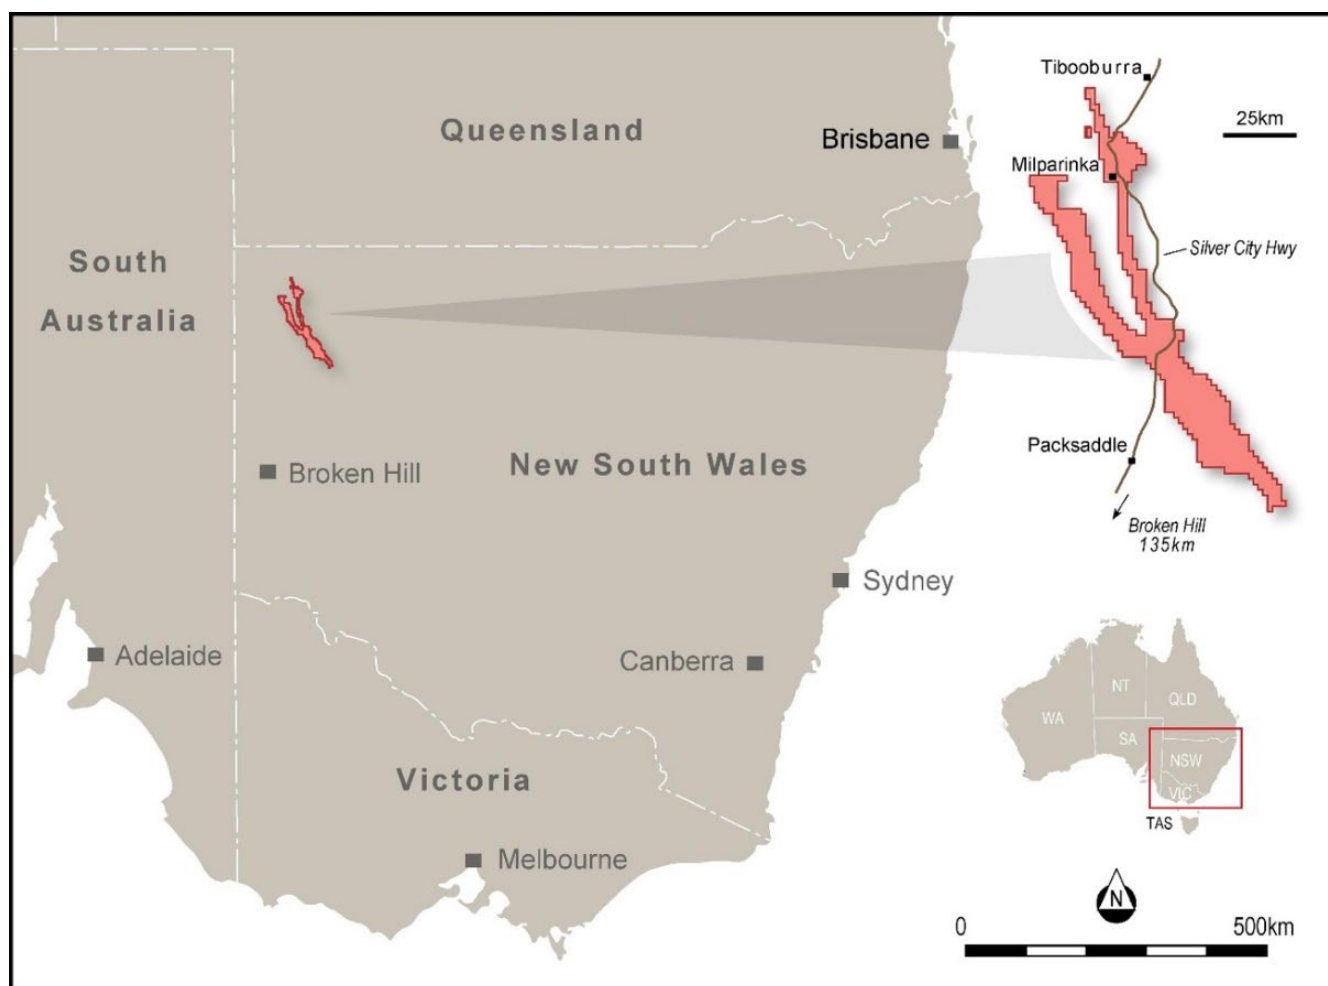 Queensland
Brisbane
South
Australia
Broken Hill
New South Wales
Sydney
Adelaide
Canberra
Victoria
Melbourne
Tibooburra
25km
Milparinka
Silver City Hwy
Packsaddle
Broken Hill
135km
NT
QLD
WA
SA
NSW
VIC
TAS
N
0
500km